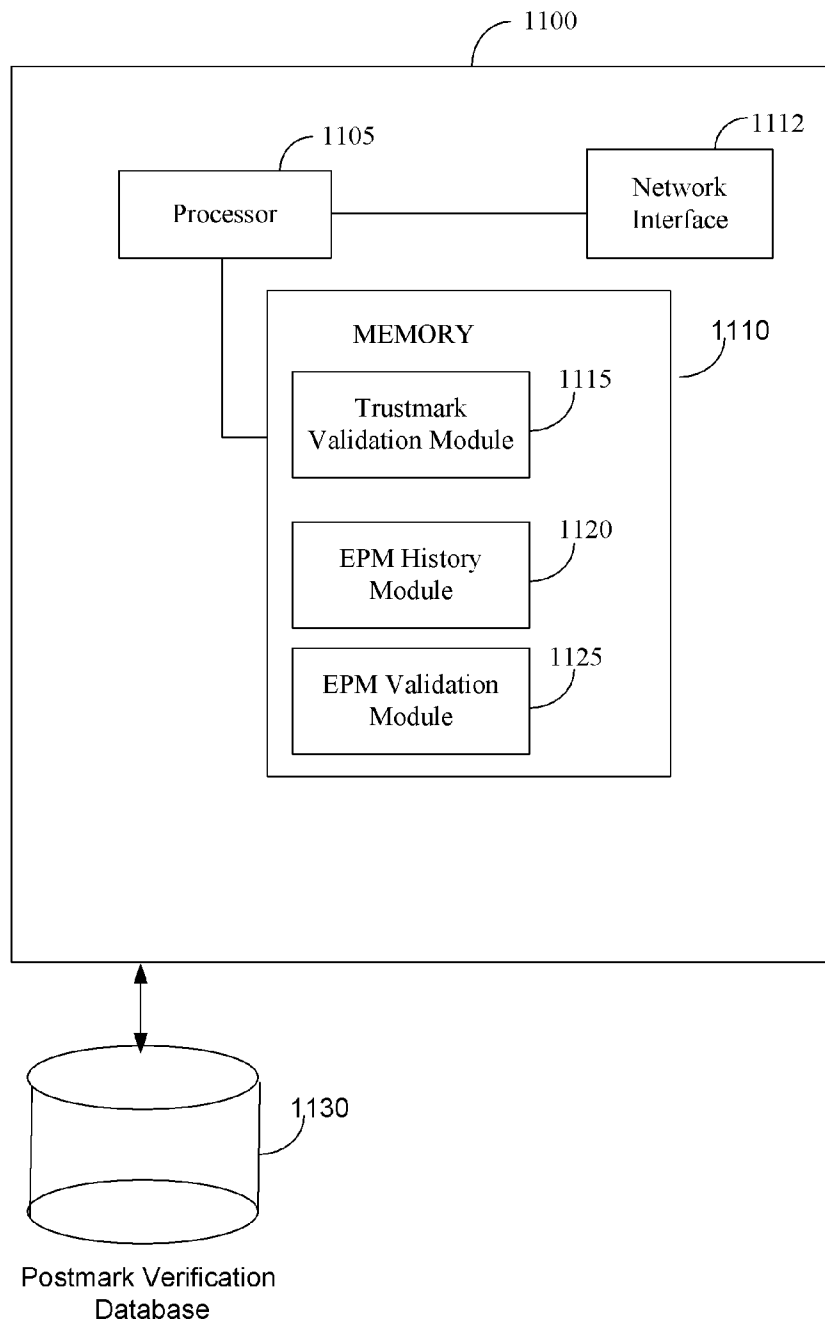 1100
1105
1112
Processor
Network
Interface
MEMORY
1110
1115
Trustmark
Validation Module
1120
EPM History
Module
1125
EPM Validation
Module
1130
Postmark Verification
Database